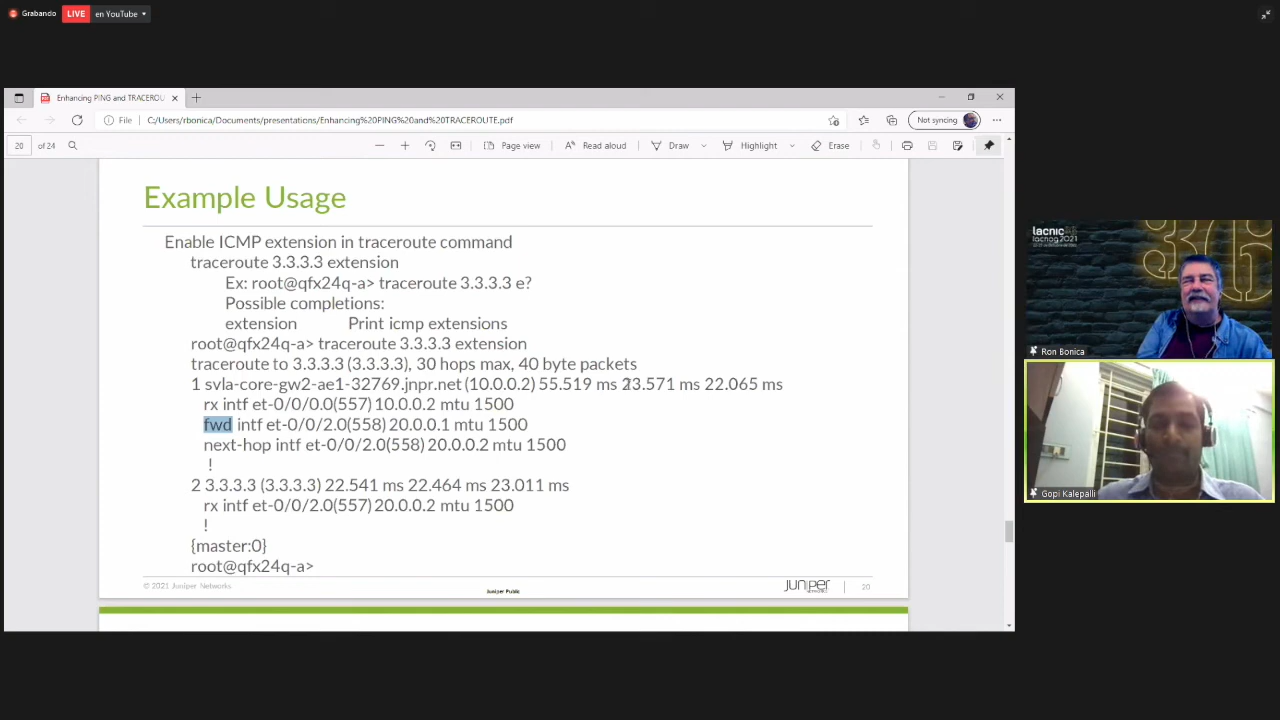 Grabando
LIVE
en YouTube
Enhancing PING and TRACEROU
File
C:/Users/rbonica/Documents/presentations/Enhancing%20PING%20and%20TRACEROUTE.pdf
Not syncing
20 of 24
Page view
Read aloud
Draw
Highlight
Erase
Example Usage
Enable ICMP extension in traceroute command
traceroute 3.3.3.3 extension
Ex: root@qfx24q-a> traceroute 3.3.3.3 e?
Possible completions:
extension Print icmp extensions
root@qfx24q-a> traceroute 3.3.3.3 extension
traceroute to 3.3.3.3 (3.3.3.3), 30 hops max, 40 byte packets
1 svla-core-gw2-ae1-32769.jnpr.net (10.0.0.2) 55.519 ms 23.571 ms 22.065 ms
rx intf et-0/0/0.0(557) 10.0.0.2 mtu 1500
fwd intf et-0/0/2.0(558) 20.0.0.1 mtu 1500
next-hop intf et-0/0/2.0(558) 20.0.0.2 mtu 1500
!
2 3.3.3.3 (3.3.3.3) 22.541 ms 22.464 ms 23.011 ms
rx intf et-0/0/2.0(557) 20.0.0.2 mtu 1500
!
{master:0}
root@qfx24q-a>
© 2021 Juniper Networks
Juniper Public
JUNIPEr
20
lacnic36
lacnog2021
36
Ron Bonica
Gopi Kalepalli